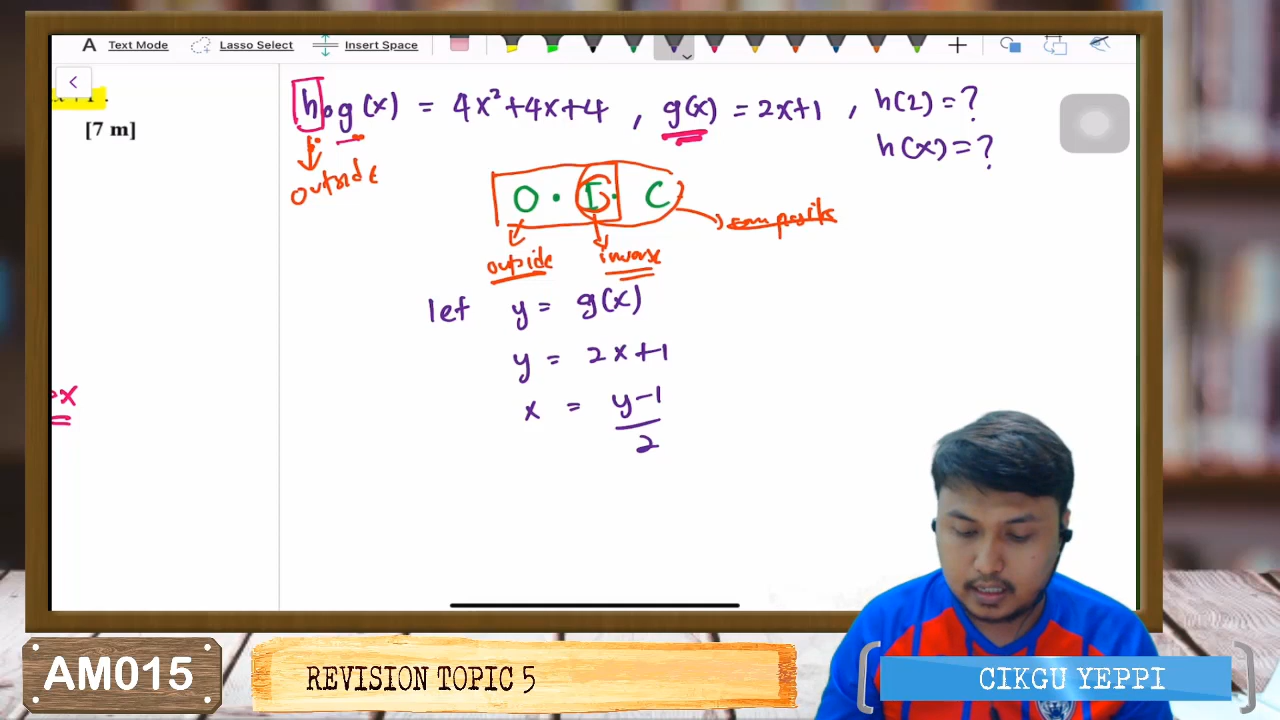 A Text Mode Lasso Select Insert Space
[7 m]
h∘g(x) = 4x²+4x+4 , g(x) = 2x+1 , h(2) = ?
h(x) = ?
outside
O · I · C
composite
outside inverse
let y = g(x)
y = 2x+1
x = y-1
2
x
AM015
REVISION TOPIC 5
CIKGU YEPPI